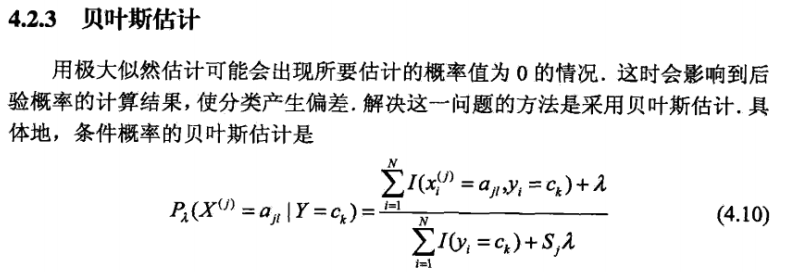 4.2.3 贝叶斯估计
用极大似然估计可能会出现所要估计的概率值为 0 的情况．这时会影响到后
验概率的计算结果，使分类产生偏差．解决这一问题的方法是采用贝叶斯估计．具
体地，条件概率的贝叶斯估计是
$$P_{\lambda}(X^{(j)}=a_{jl}\mid Y=c_k)=\frac{\sum_{i=1}^{N}I(x_i^{(j)}=a_{jl},y_i=c_k)+\lambda}{\sum_{i=1}^{N}I(y_i=c_k)+S_j\lambda}$$ (4.10)